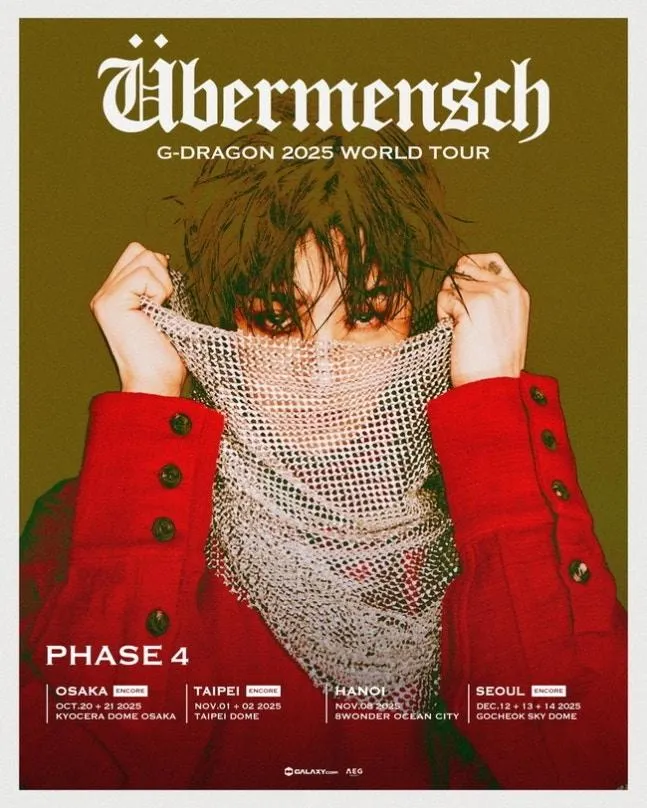 Übermensch
G-DRAGON 2025 WORLD TOUR
PHASE 4
OSAKA ENCORE
OCT.20 + 21 2025
KYOCERA DOME OSAKA
TAIPEI ENCORE
NOV.01 + 02 2025
TAIPEI DOME
HANOI
NOV.08 2025
8WONDER OCEAN CITY
SEOUL ENCORE
DEC.12 + 13 + 14 2025
GOCHEOK SKY DOME
GALAXY CORP. AEG